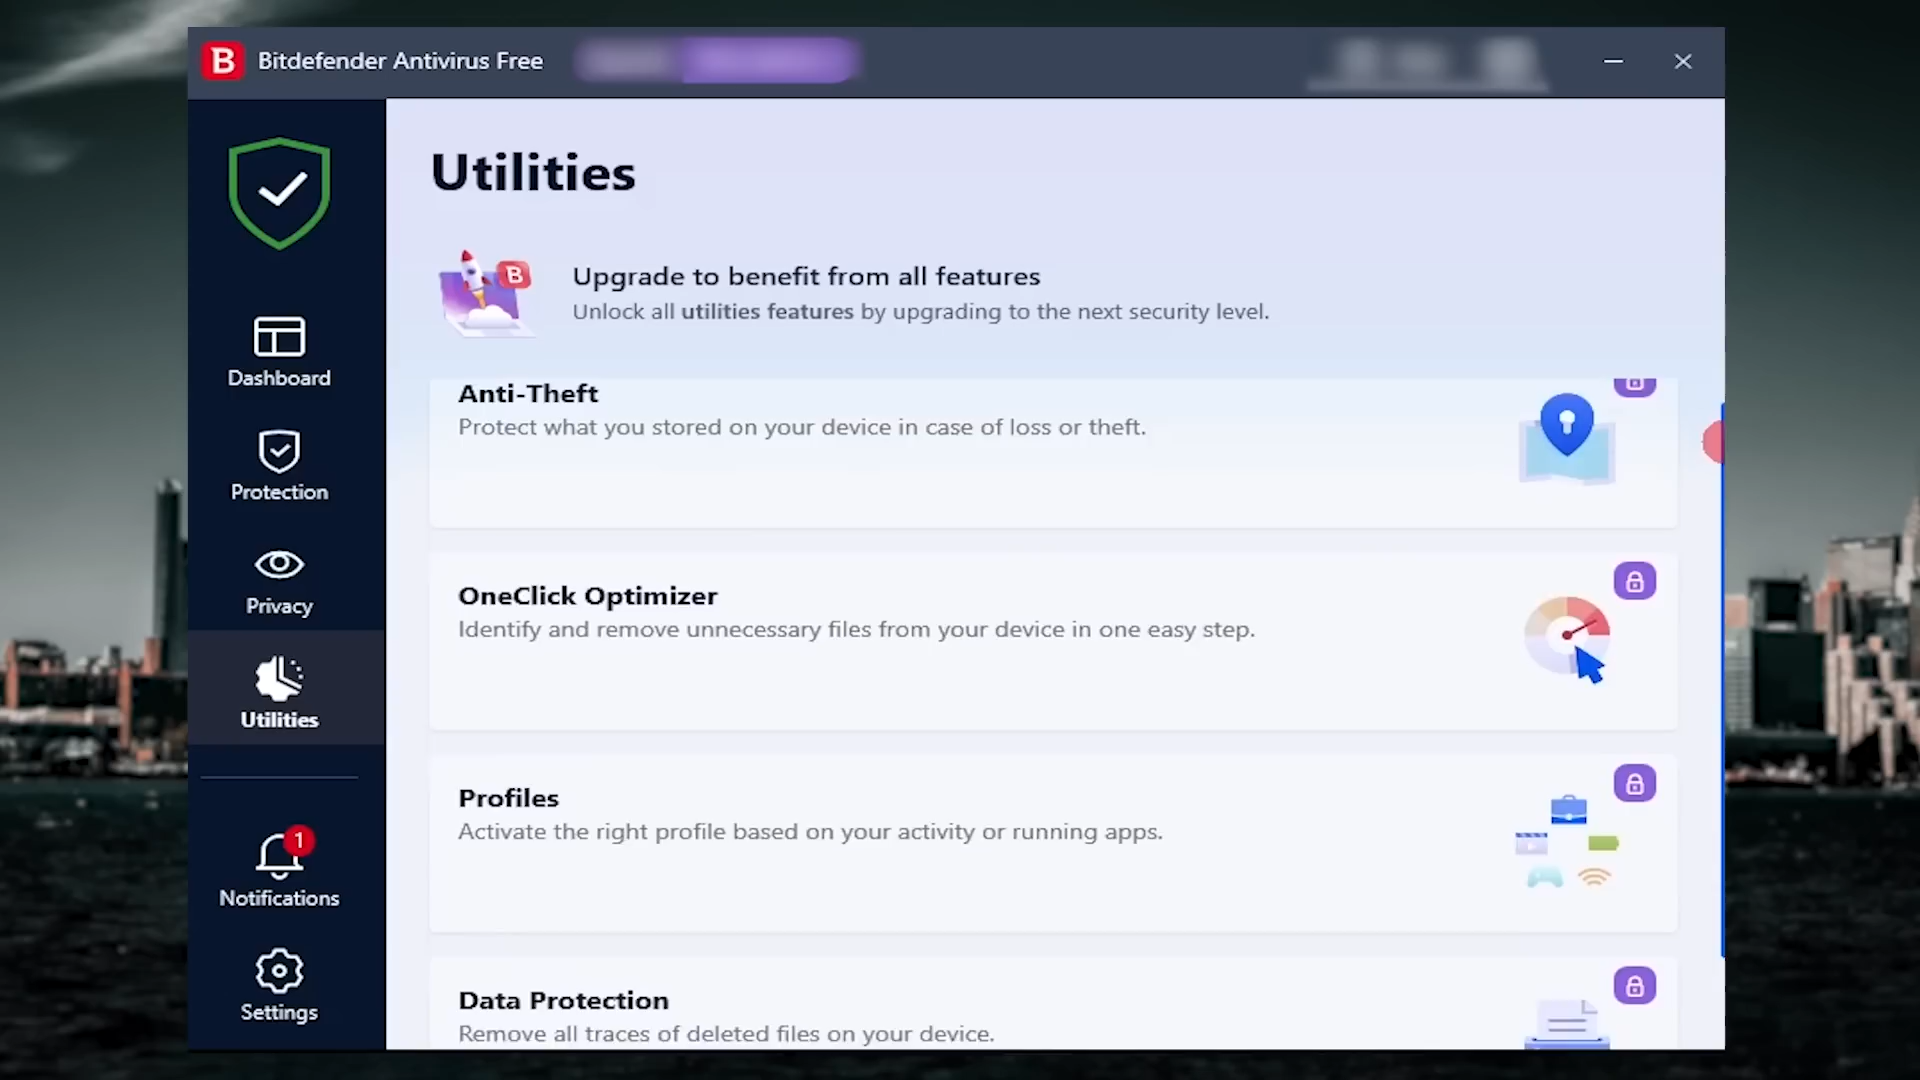 B Bitdefender Antivirus Free
Utilities
B
Upgrade to benefit from all features
Unlock all utilities features by upgrading to the next security level.
Dashboard
Protection
Privacy
Utilities
1
Notifications
Settings
Anti-Theft
Protect what you stored on your device in case of loss or theft.
OneClick Optimizer
Identify and remove unnecessary files from your device in one easy step.
Profiles
Activate the right profile based on your activity or running apps.
Data Protection
Remove all traces of deleted files on your device.